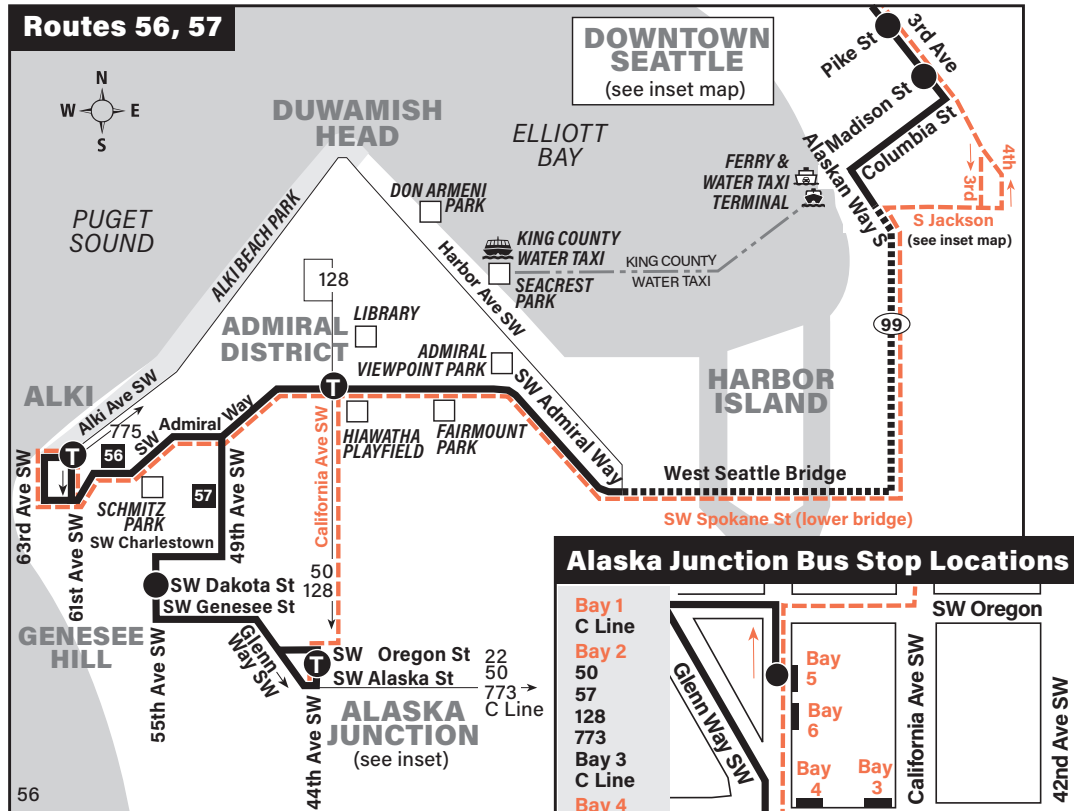 Routes 56, 57
N
W
E
S
DOWNTOWN
SEATTLE
(see inset map)
Pike St
3rd Ave
Madison St
Columbia St
Alaskan Way S
4th
3rd
S Jackson
(see inset map)
DUWAMISH
HEAD
ELLIOTT
BAY
PUGET
SOUND
FERRY &
WATER TAXI
TERMINAL
DON ARMENI
PARK
KING COUNTY
WATER TAXI
SEACREST
PARK
KING COUNTY
WATER TAXI
ALKI BEACH PARK
Harbor Ave SW
128
LIBRARY
ADMIRAL
DISTRICT
ADMIRAL
VIEWPOINT PARK
99
HARBOR
ISLAND
ALKI
Alki Ave SW
775
T
T
56
SW Admiral Way
SW Admiral Way
HIAWATHA
PLAYFIELD
FAIRMOUNT
PARK
63rd Ave SW
61st Ave SW
SCHMITZ
PARK
57
49th Ave SW
California Ave SW
West Seattle Bridge
SW Spokane St (lower bridge)
SW Charlestown
SW Dakota St
SW Genesee St
50
128
GENESEE
HILL
55th Ave SW
Glenn
Way SW
T
SW Oregon St
SW Alaska St
22
50
773
C Line
44th Ave SW
ALASKA
JUNCTION
(see inset)
56
Alaska Junction Bus Stop Locations
Bay 1
C Line
Bay 2
50
57
128
773
Bay 3
C Line
Bay 4
Glenn Way SW
Bay
5
Bay
6
Bay
4
Bay
3
California Ave SW
SW Oregon
42nd Ave SW